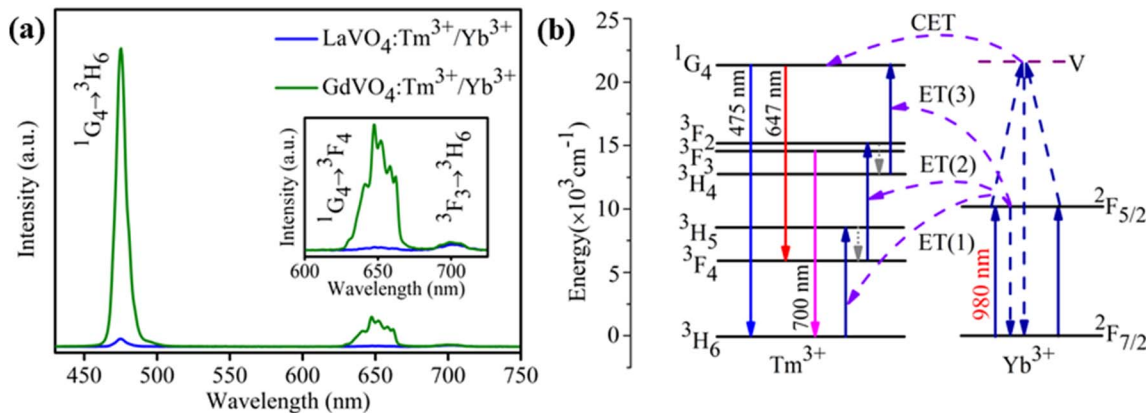 (a)
LaVO₄:Tm³⁺/Yb³⁺
GdVO₄:Tm³⁺/Yb³⁺
¹G₄→³H₆
Intensity (a.u.)
450 500 550 600 650 700 750
Wavelength (nm)
Intensity (a.u.)
¹G₄→³F₄
³F₃→³H₆
600 650 700
Wavelength (nm)
(b)
Energy(×10³cm⁻¹)
25
20
15
10
5
0
CET
V
¹G₄
475 nm
647 nm
ET(3)
³F₂
³F₃
³H₄
ET(2)
²F₅/₂
³H₅
³F₄
ET(1)
700 nm
980 nm
³H₆
²F₇/₂
Tm³⁺
Yb³⁺